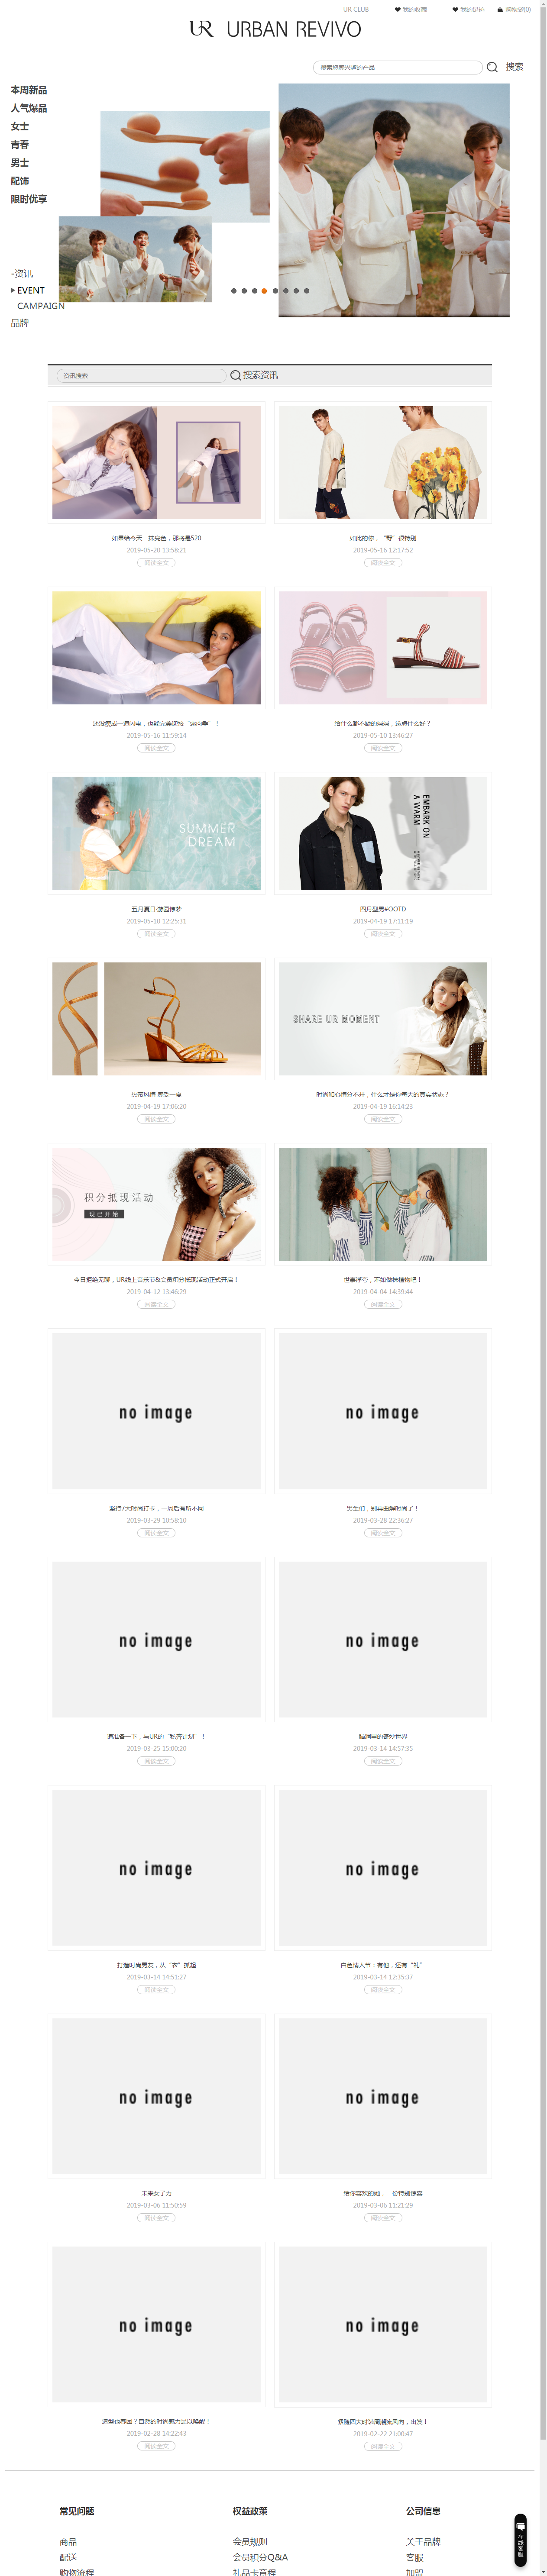 UR CLUB
我的收藏
我的足迹
购物袋(0)
UR URBAN REVIVO
搜索您感兴趣的产品
搜索
本周新品
人气爆品
女士
青春
男士
配饰
限时优享
-资讯
EVENT
CAMPAIGN
品牌
资讯搜索
搜索资讯
如果给今天一抹亮色，那将是520
2019-05-20 13:58:21
阅读全文
如此的你，“野”很特别
2019-05-16 12:17:52
阅读全文
还没瘦成一道闪电，也能完美迎接“露肉季”！
2019-05-16 11:59:14
阅读全文
给什么都不缺的妈妈，送点什么好？
2019-05-10 13:46:27
阅读全文
SUMMER
DREAM
五月夏日·游园惊梦
2019-05-10 12:25:31
阅读全文
EMBARK ON
A WARM
四月型男#OOTD
2019-04-19 17:11:19
阅读全文
热带风情 感受一夏
2019-04-19 17:06:20
阅读全文
SHARE UR MOMENT
时尚和心情分不开，什么才是你每天的真实状态？
2019-04-19 16:14:23
阅读全文
积分抵现活动
现已开始
今日拒绝无聊，UR线上音乐节&会员积分抵现活动正式开启！
2019-04-12 13:46:29
阅读全文
世事浮夸，不如做株植物吧！
2019-04-04 14:39:44
阅读全文
no image
坚持7天时尚打卡，一周后有所不同
2019-03-29 10:58:10
阅读全文
no image
男生们，别再曲解时尚了！
2019-03-28 22:36:27
阅读全文
no image
请准备一下，与UR的“私责计划”！
2019-03-25 15:00:20
阅读全文
no image
脑洞里的奇妙世界
2019-03-14 14:57:35
阅读全文
no image
打造时尚男友，从“衣”抓起
2019-03-14 14:51:27
阅读全文
no image
白色情人节：有他，还有“礼”
2019-03-14 12:35:37
阅读全文
no image
未来女子力
2019-03-06 11:50:59
阅读全文
no image
给你喜欢的她，一份特别惊喜
2019-03-06 11:21:29
阅读全文
no image
造型也看因？自然的时尚魅力足以唤醒！
2019-02-28 14:22:43
阅读全文
no image
紧随四大时装周潮流风向，出发！
2019-02-22 21:00:47
阅读全文
常见问题
权益政策
公司信息
商品
会员规则
关于品牌
配送
会员积分Q&A
客服
购物流程
礼品卡章程
加盟
在线客服